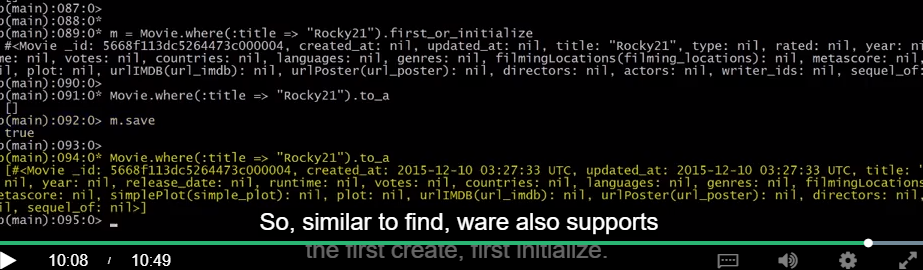 p(main):087:0>
p(main):088:0*
p(main):089:0* m = Movie.where(:title => "Rocky21").first_or_initialize
#<Movie _id: 5668f113dc5264473c000004, created_at: nil, updated_at: nil, title: "Rocky21", type: nil, rated: nil, year: ni
me: nil, votes: nil, countries: nil, languages: nil, genres: nil, filmingLocations(filming_locations): nil, metascore: nil,
il, plot: nil, urlIMDB(url_imdb): nil, urlPoster(url_poster): nil, directors: nil, actors: nil, writer_ids: nil, sequel_of:
p(main):090:0>
p(main):091:0* Movie.where(:title => "Rocky21").to_a
[]
p(main):092:0> m.save
true
p(main):093:0>
p(main):094:0* Movie.where(:title => "Rocky21").to_a
[#<Movie _id: 5668f113dc5264473c000004, created_at: 2015-12-10 03:27:33 UTC, updated_at: 2015-12-10 03:27:33 UTC, title: "
nil, year: nil, release_date: nil, runtime: nil, votes: nil, countries: nil, languages: nil, genres: nil, filmingLocations
etascore: nil, simplePlot(simple_plot): nil, plot: nil, urlIMDB(url_imdb): nil, urlPoster(url_poster): nil, directors: nil,
il, sequel_of: nil>]
p(main):095:0>
So, similar to find, ware also supports
the first create, first initialize.
10:08 / 10:49